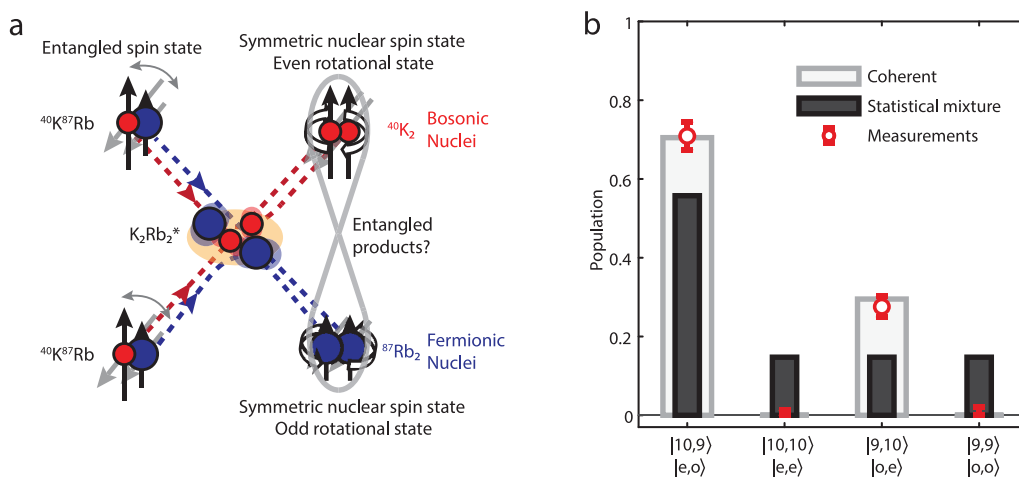 a
Entangled spin state
Symmetric nuclear spin state
Even rotational state
⁴⁰K⁸⁷Rb
⁴⁰K₂
Bosonic
Nuclei
K₂Rb₂*
Entangled
products?
⁴⁰K⁸⁷Rb
⁸⁷Rb₂
Fermionic
Nuclei
Symmetric nuclear spin state
Odd rotational state
b
Population
1
0.8
0.6
0.4
0.2
0
Coherent
Statistical mixture
Measurements
|10,9⟩ |10,10⟩ |9,10⟩ |9,9⟩
|e,o⟩ |e,e⟩ |o,e⟩ |o,o⟩